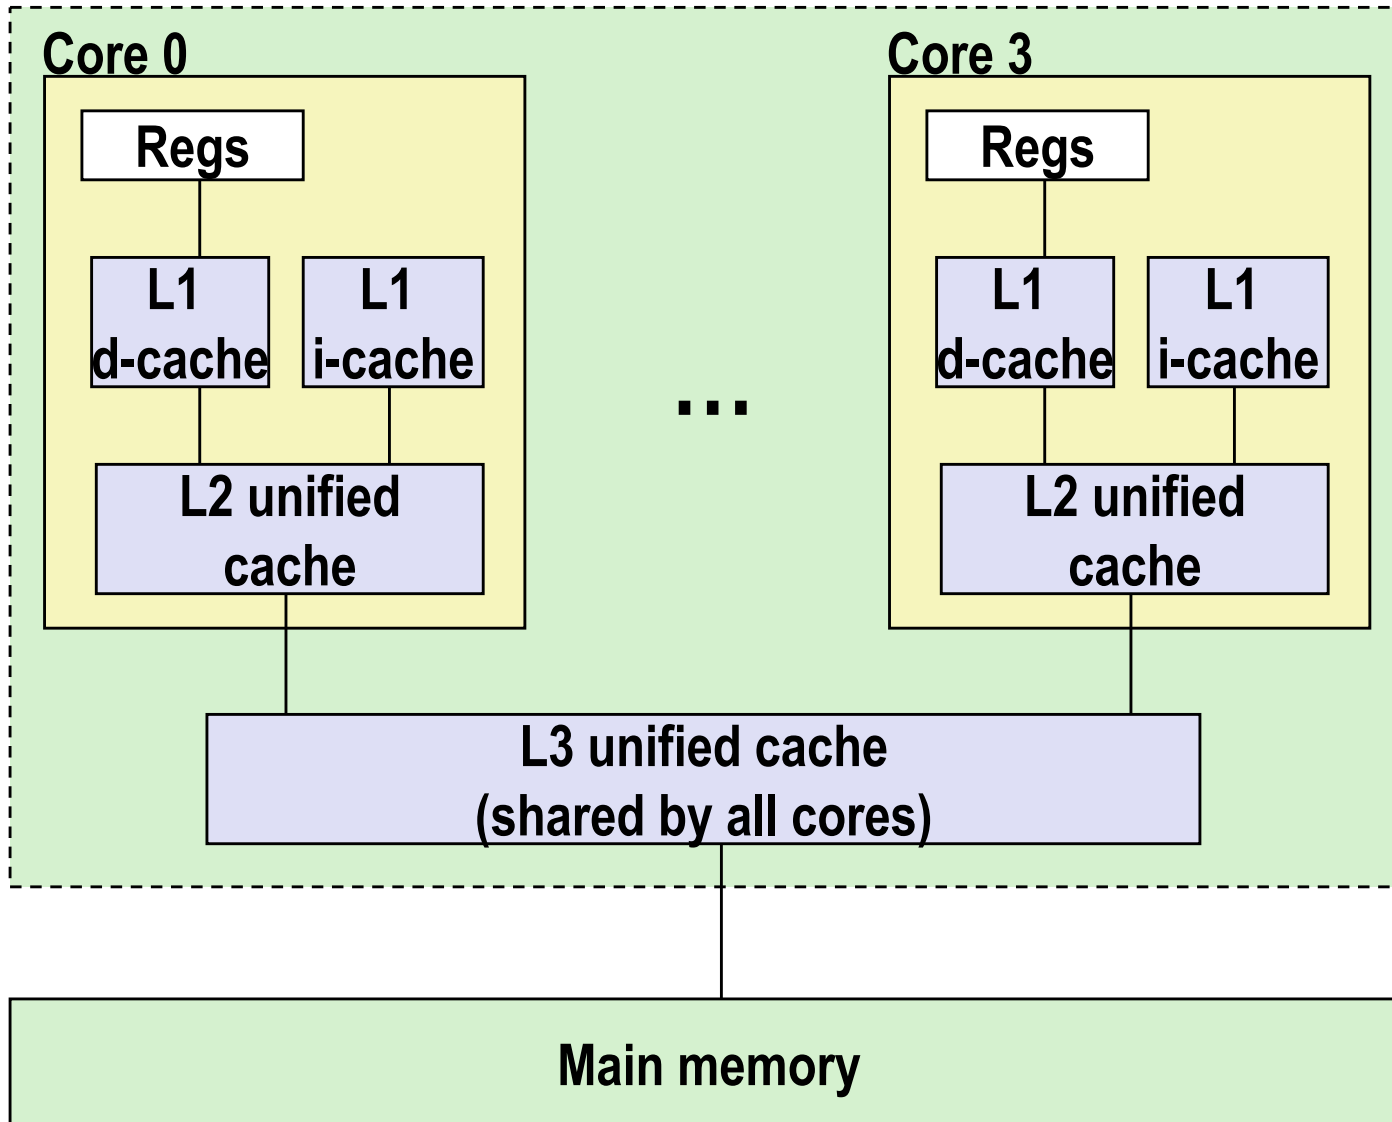 Core 0
Regs
L1
d-cache
L1
i-cache
L2 unified
cache
...
Core 3
Regs
L1
d-cache
L1
i-cache
L2 unified
cache
L3 unified cache
(shared by all cores)
Main memory